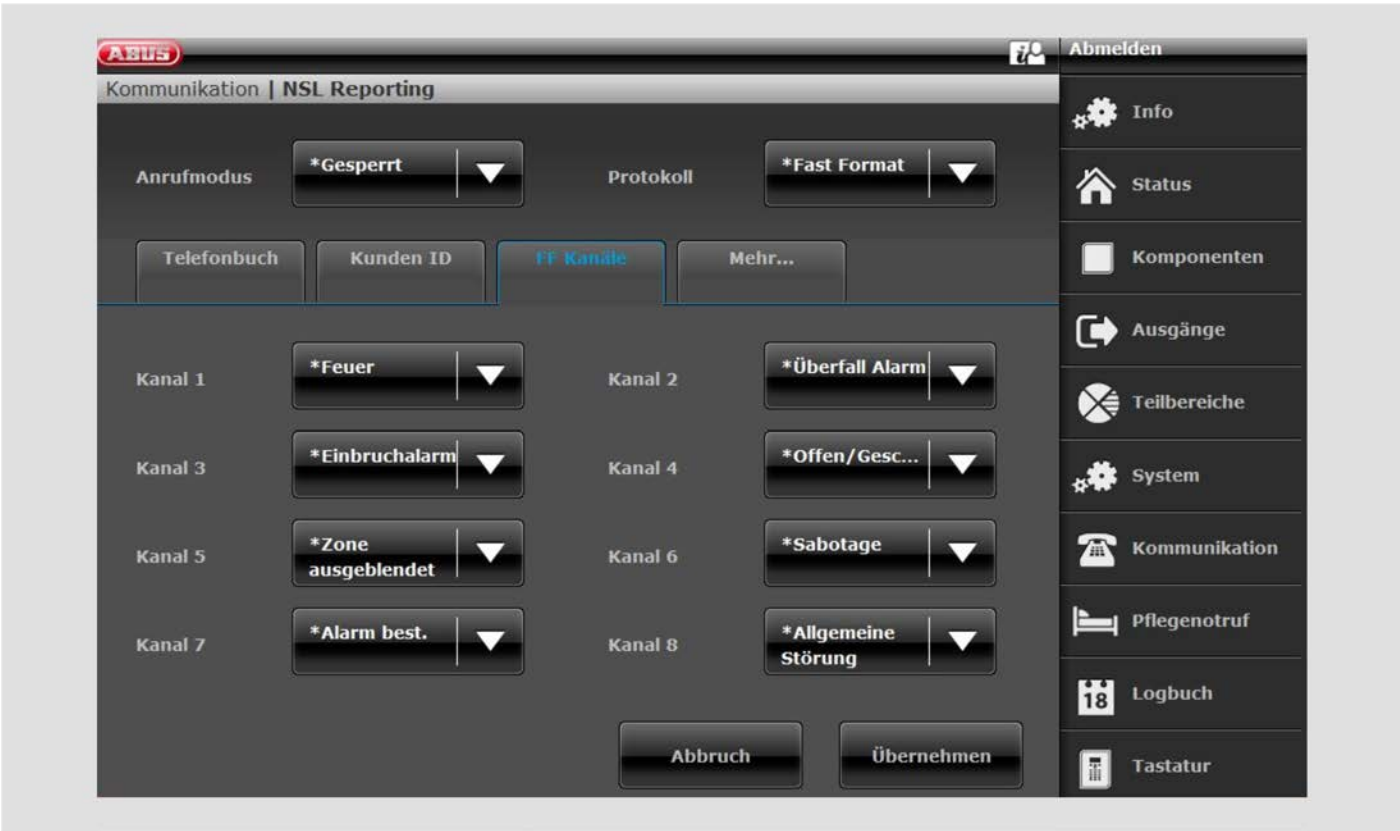 ABUS
Abmelden
Kommunikation | NSL Reporting
Info
Anrufmodus
*Gesperrt
Protokoll
*Fast Format
Status
Telefonbuch
Kunden ID
FF Kanäle
Mehr...
Komponenten
Ausgänge
Kanal 1
*Feuer
Kanal 2
*Überfall Alarm
Teilbereiche
Kanal 3
*Einbruchalarm
Kanal 4
*Offen/Gesc...
System
Kanal 5
*Zone
ausgeblendet
Kanal 6
*Sabotage
Kommunikation
Kanal 7
*Alarm best.
Kanal 8
*Allgemeine
Störung
Pflegenotruf
18
Logbuch
Abbruch
Übernehmen
Tastatur